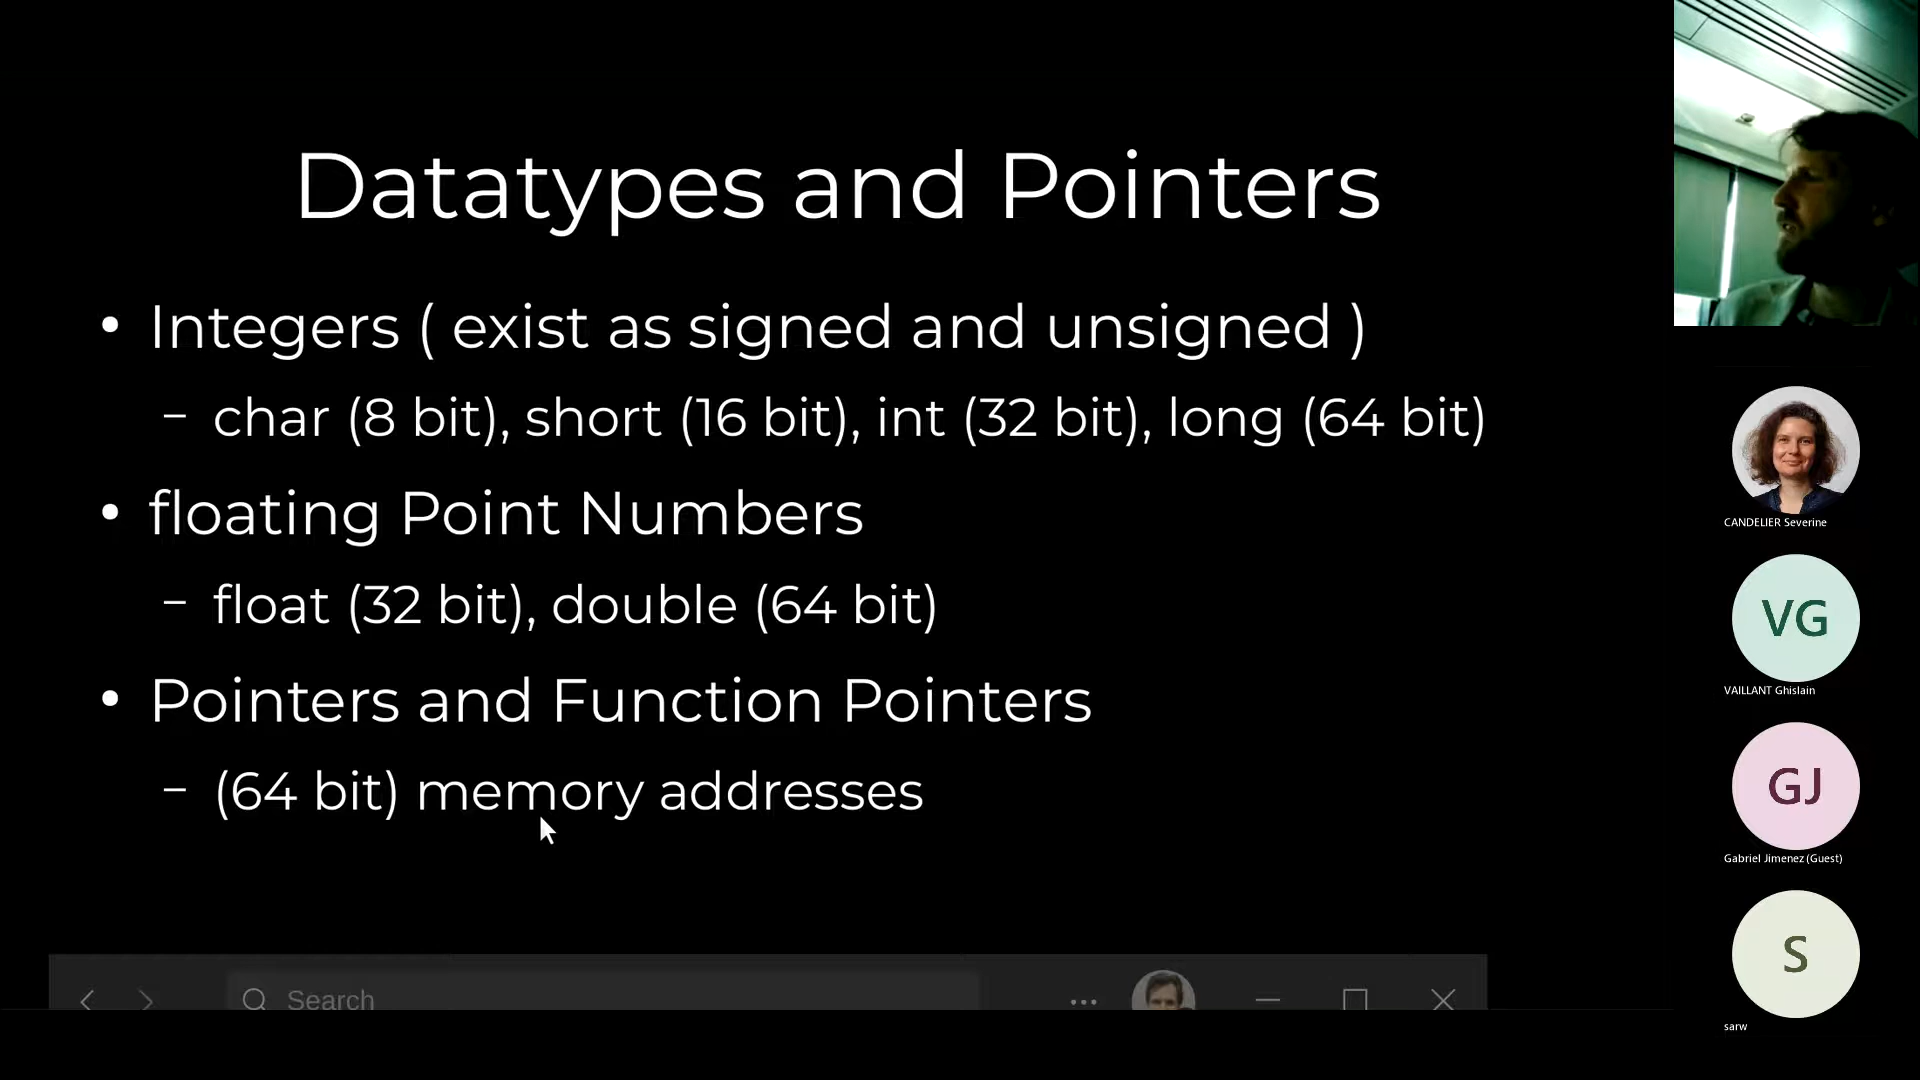 Datatypes and Pointers
• Integers ( exist as signed and unsigned )
– char (8 bit), short (16 bit), int (32 bit), long (64 bit)
• floating Point Numbers
– float (32 bit), double (64 bit)
• Pointers and Function Pointers
– (64 bit) memory addresses
Search
CANDELIER Severine
VG
VAILLANT Ghislain
GJ
Gabriel Jimenez (Guest)
S
sarw